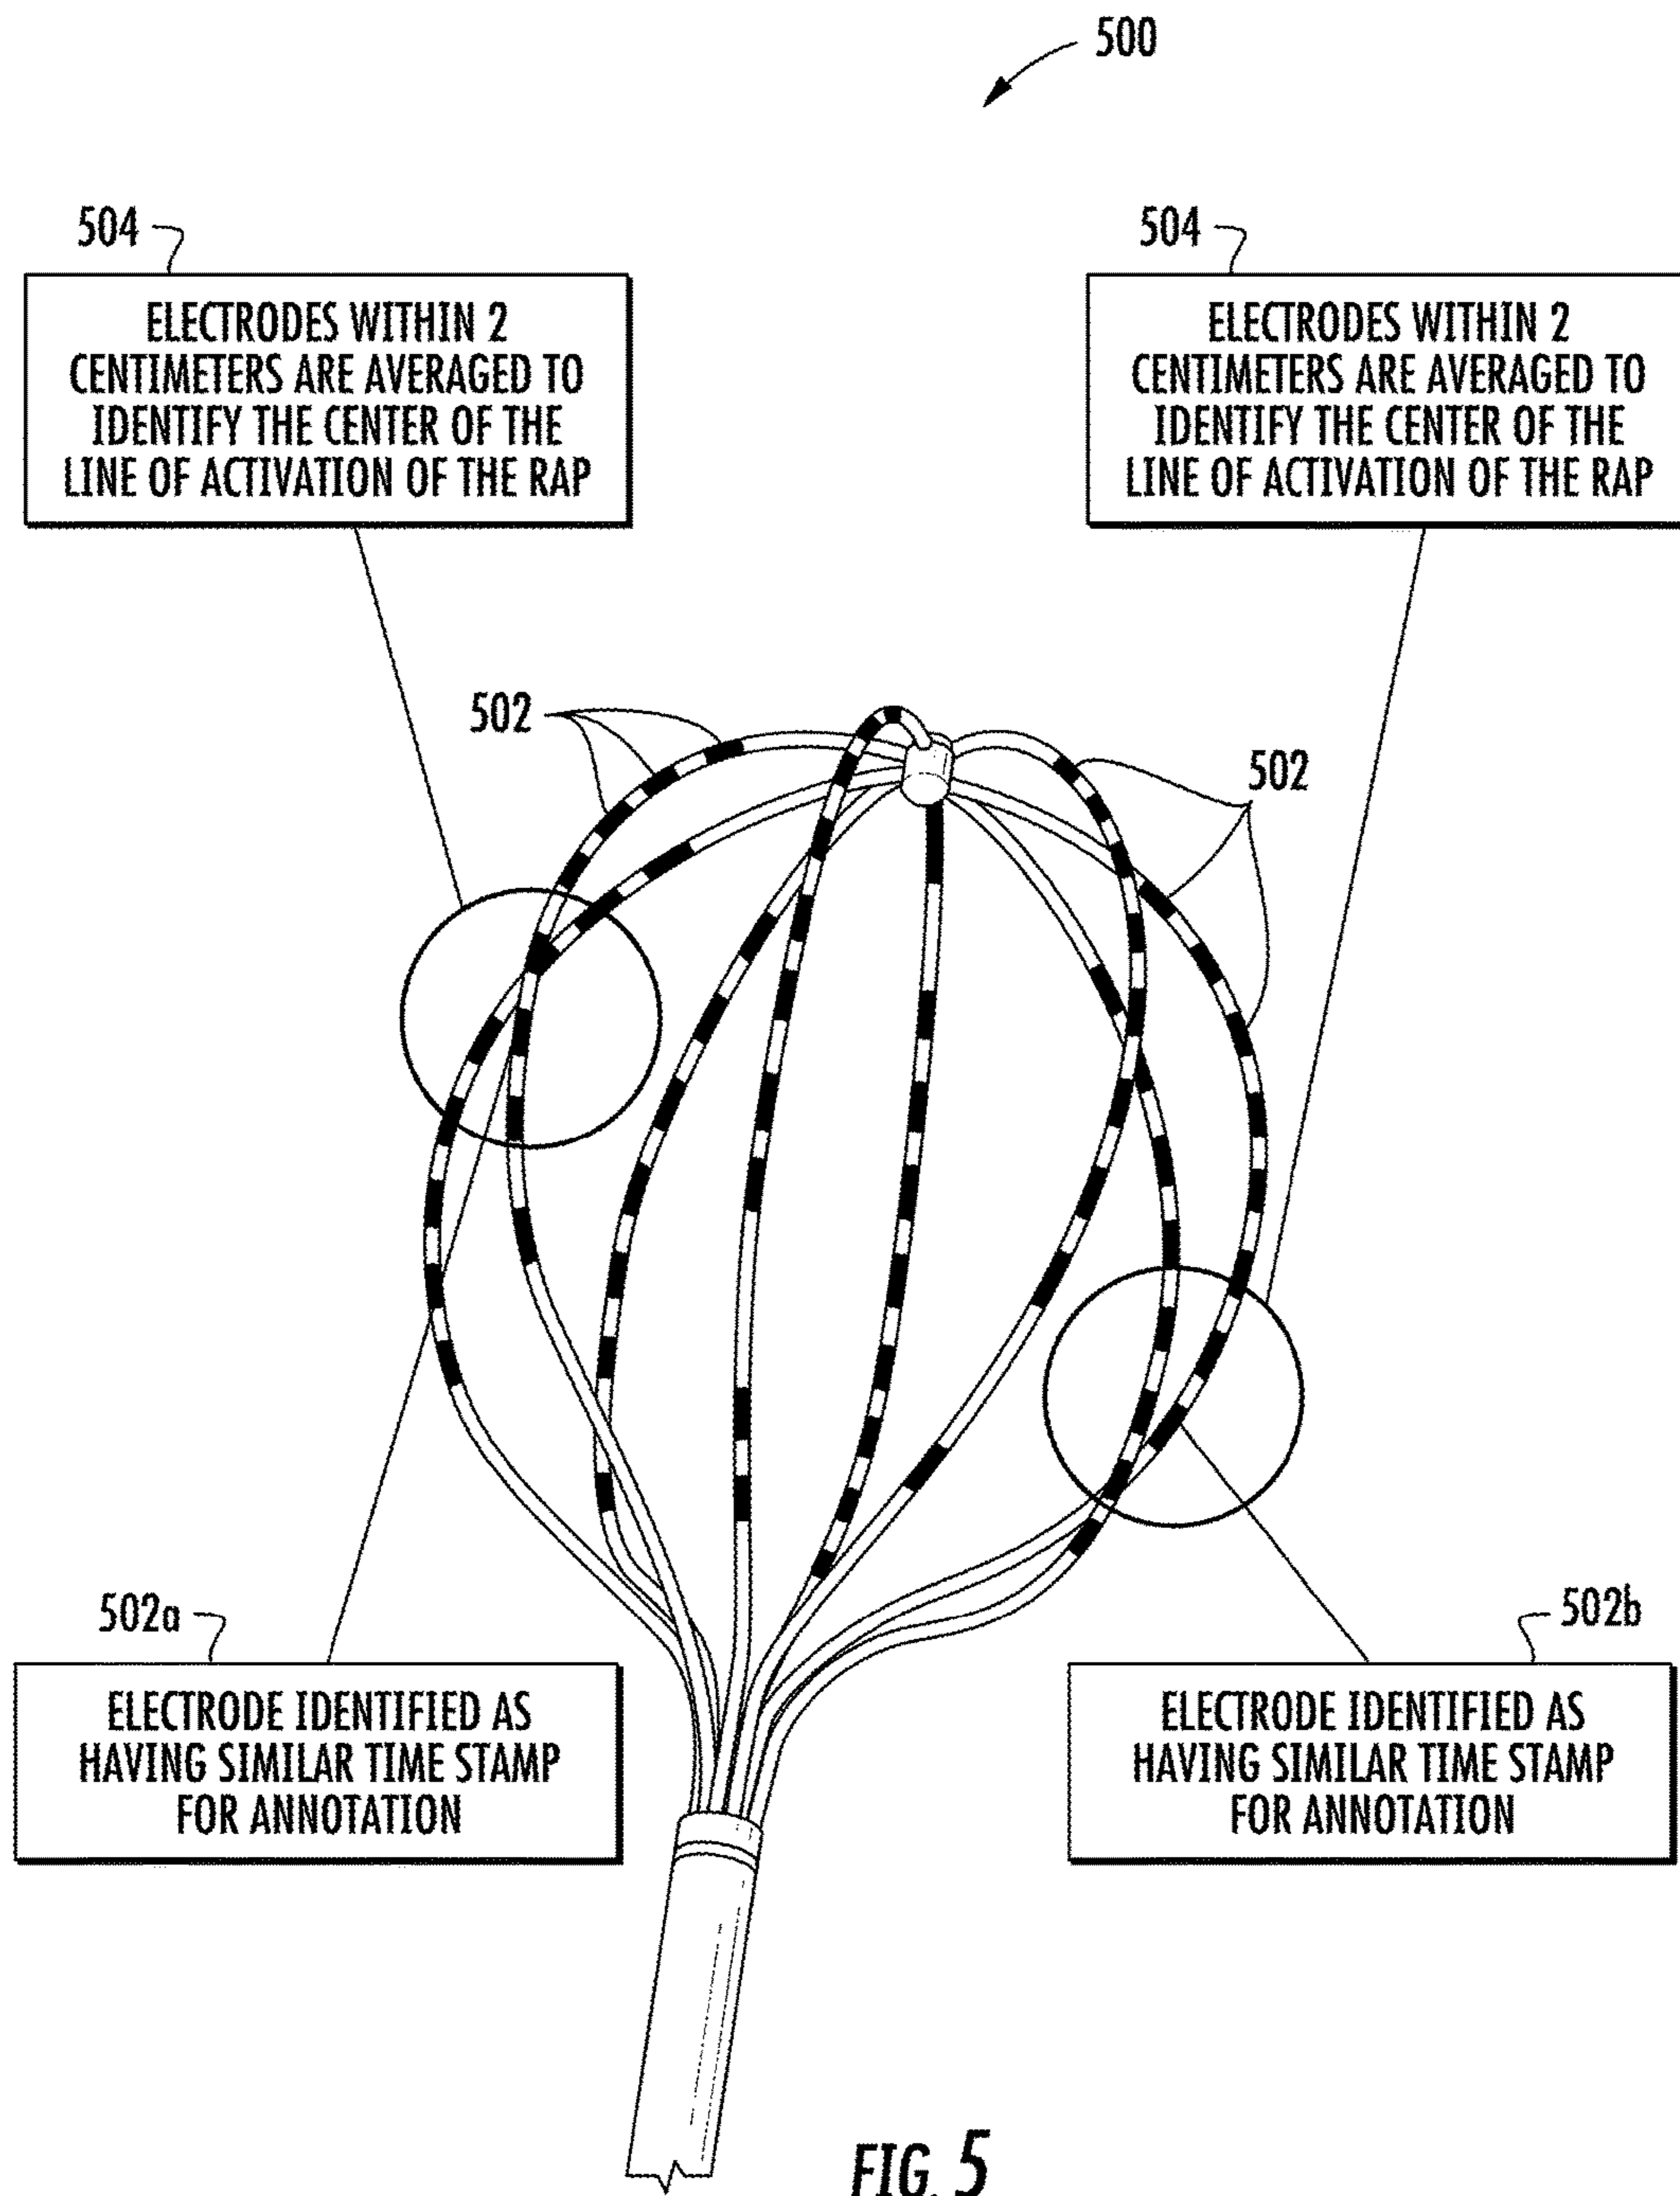 500
504
ELECTRODES WITHIN 2
CENTIMETERS ARE AVERAGED TO
IDENTIFY THE CENTER OF THE
LINE OF ACTIVATION OF THE RAP
504
ELECTRODES WITHIN 2
CENTIMETERS ARE AVERAGED TO
IDENTIFY THE CENTER OF THE
LINE OF ACTIVATION OF THE RAP
502
502
502a
ELECTRODE IDENTIFIED AS
HAVING SIMILAR TIME STAMP
FOR ANNOTATION
502b
ELECTRODE IDENTIFIED AS
HAVING SIMILAR TIME STAMP
FOR ANNOTATION
FIG. 5